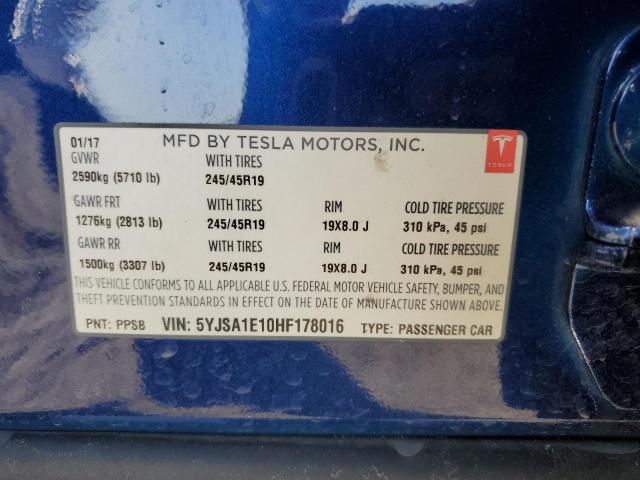 01/17 MFD BY TESLA MOTORS, INC.
GVWR WITH TIRES
2590kg (5710 lb) 245/45R19
TESLA
GAWR FRT WITH TIRES RIM COLD TIRE PRESSURE
1276kg (2813 lb) 245/45R19 19X8.0 J 310 kPa, 45 psi
GAWR RR WITH TIRES RIM COLD TIRE PRESSURE
1500kg (3307 lb) 245/45R19 19X8.0 J 310 kPa, 45 psi
THIS VEHICLE CONFORMS TO ALL APPLICABLE U.S. FEDERAL MOTOR VEHICLE SAFETY, BUMPER, AND
THEFT PREVENTION STANDARDS IN EFFECT ON THE DATE OF MANUFACTURE SHOWN ABOVE.
PNT: PPSB VIN: 5YJSA1E10HF178016 TYPE: PASSENGER CAR